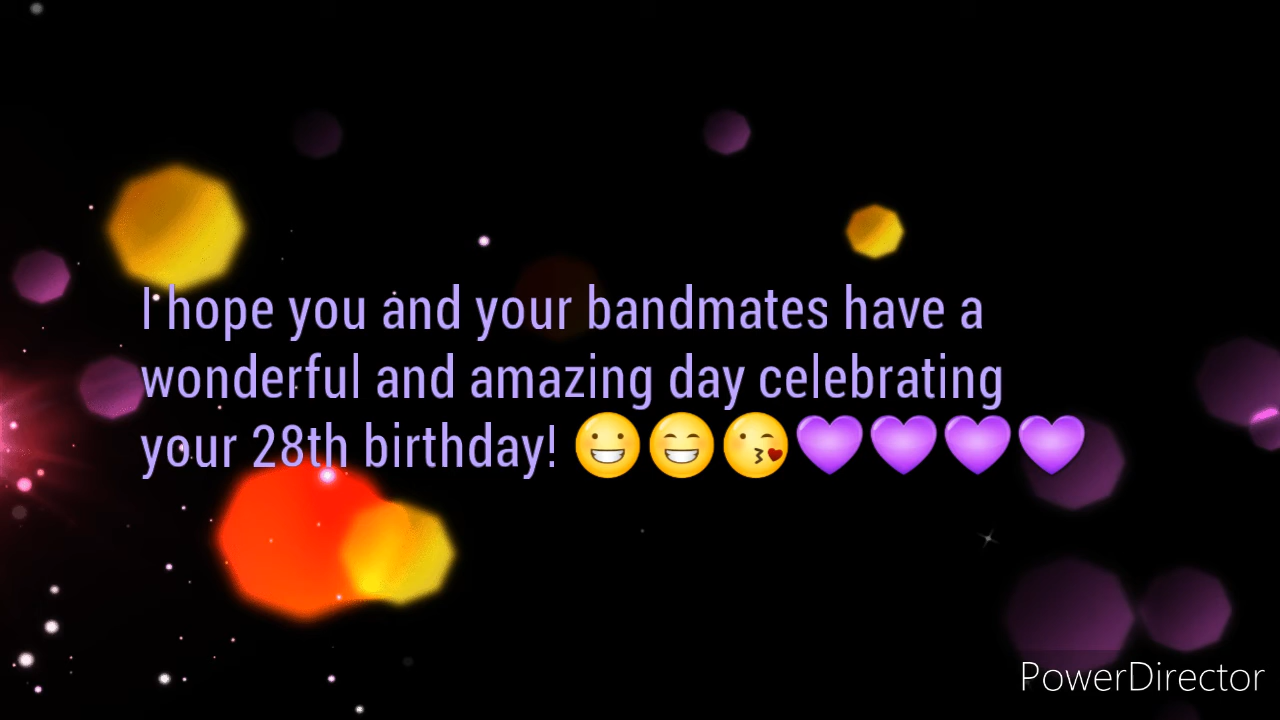 I hope you and your bandmates have a
wonderful and amazing day celebrating
your 28th birthday! 😀😁😘💜💜💜💜
PowerDirector